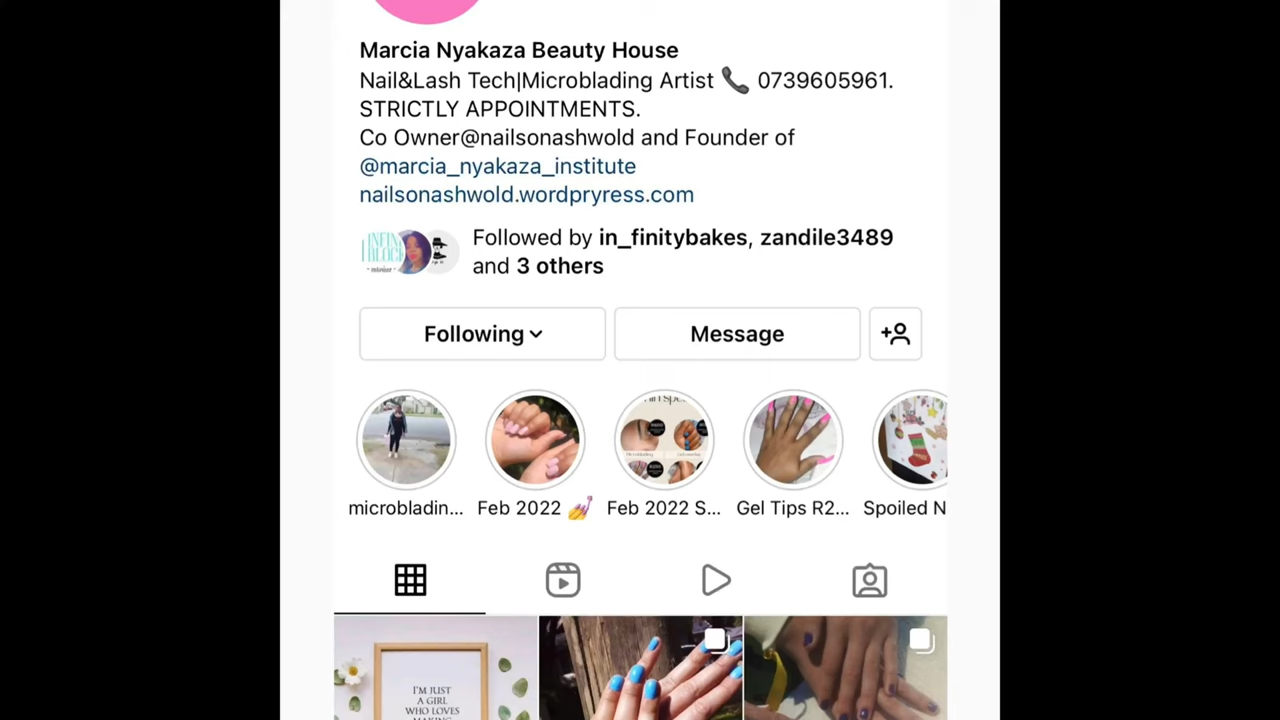 Marcia Nyakaza Beauty House
Nail&Lash Tech|Microblading Artist 📞 0739605961.
STRICTLY APPOINTMENTS.
Co Owner@nailsonashwold and Founder of
@marcia_nyakaza_institute
nailsonashwold.wordpryress.com
Followed by in_finitybakes, zandile3489
and 3 others
Following
Message
microbladin...
Feb 2022 💅
Feb 2022 S...
Gel Tips R2...
Spoiled N
I'M JUST
A GIRL
WHO LOVES